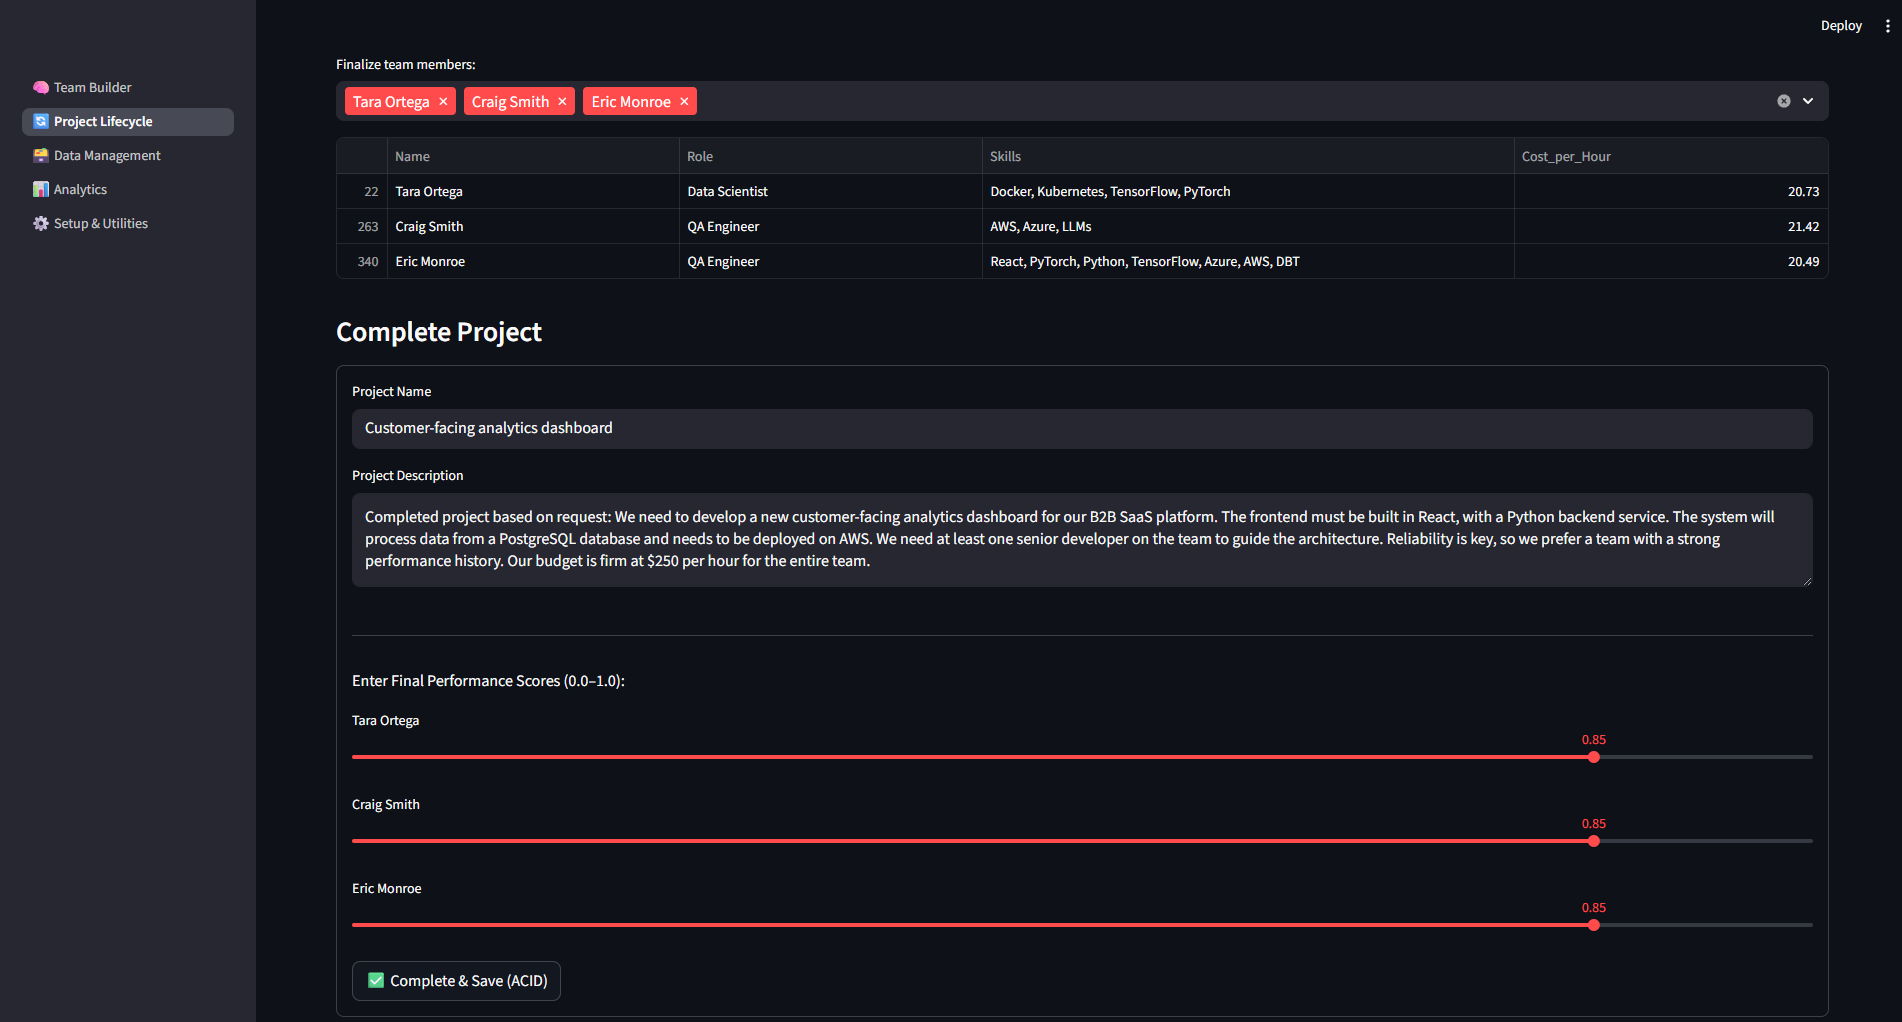 Deploy
Team Builder
Project Lifecycle
Data Management
Analytics
Setup & Utilities
Finalize team members:
Tara Ortega × Craig Smith × Eric Monroe ×
Name Role Skills Cost_per_Hour
22 Tara Ortega Data Scientist Docker, Kubernetes, TensorFlow, PyTorch 20.73
263 Craig Smith QA Engineer AWS, Azure, LLMs 21.42
340 Eric Monroe QA Engineer React, PyTorch, Python, TensorFlow, Azure, AWS, DBT 20.49
Complete Project
Project Name
Customer-facing analytics dashboard
Project Description
Completed project based on request: We need to develop a new customer-facing analytics dashboard for our B2B SaaS platform. The frontend must be built in React, with a Python backend service. The system will
process data from a PostgreSQL database and needs to be deployed on AWS. We need at least one senior developer on the team to guide the architecture. Reliability is key, so we prefer a team with a strong
performance history. Our budget is firm at $250 per hour for the entire team.
Enter Final Performance Scores (0.0–1.0):
Tara Ortega
0.85
Craig Smith
0.85
Eric Monroe
0.85
Complete & Save (ACID)